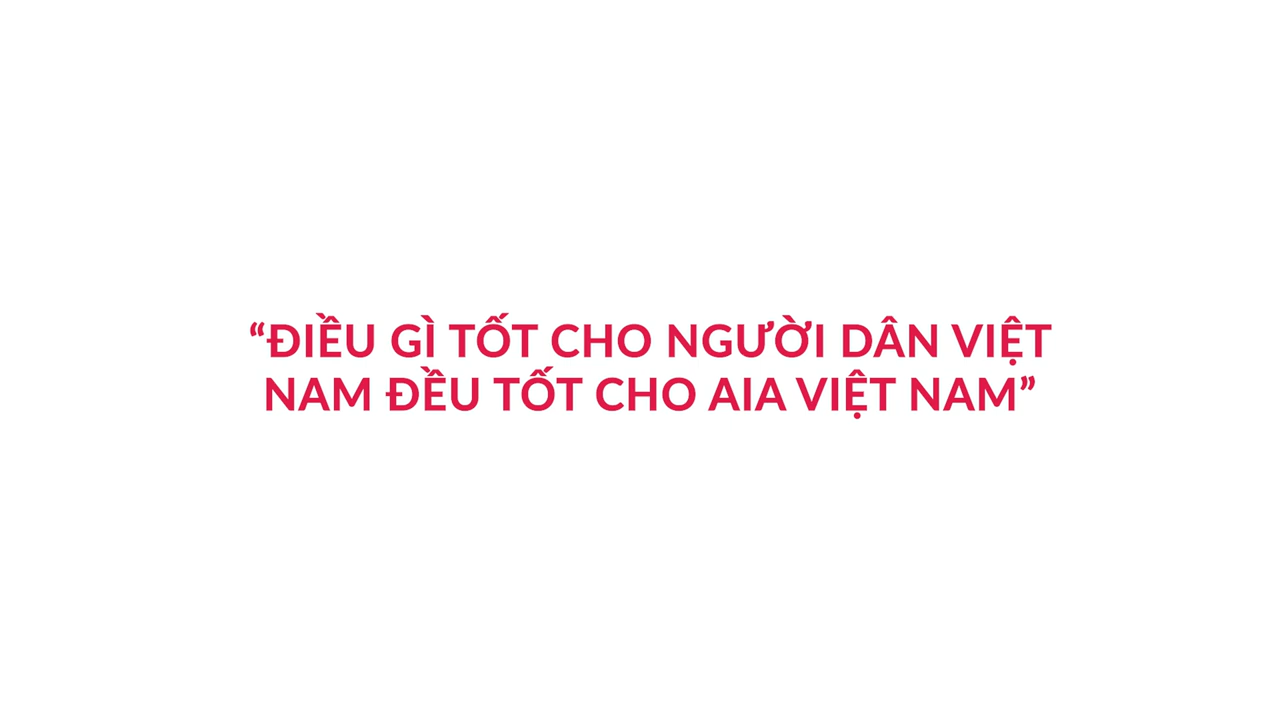 “ĐIỀU GÌ TỐT CHO NGƯỜI DÂN VIỆT
NAM ĐỀU TỐT CHO AIA VIỆT NAM”